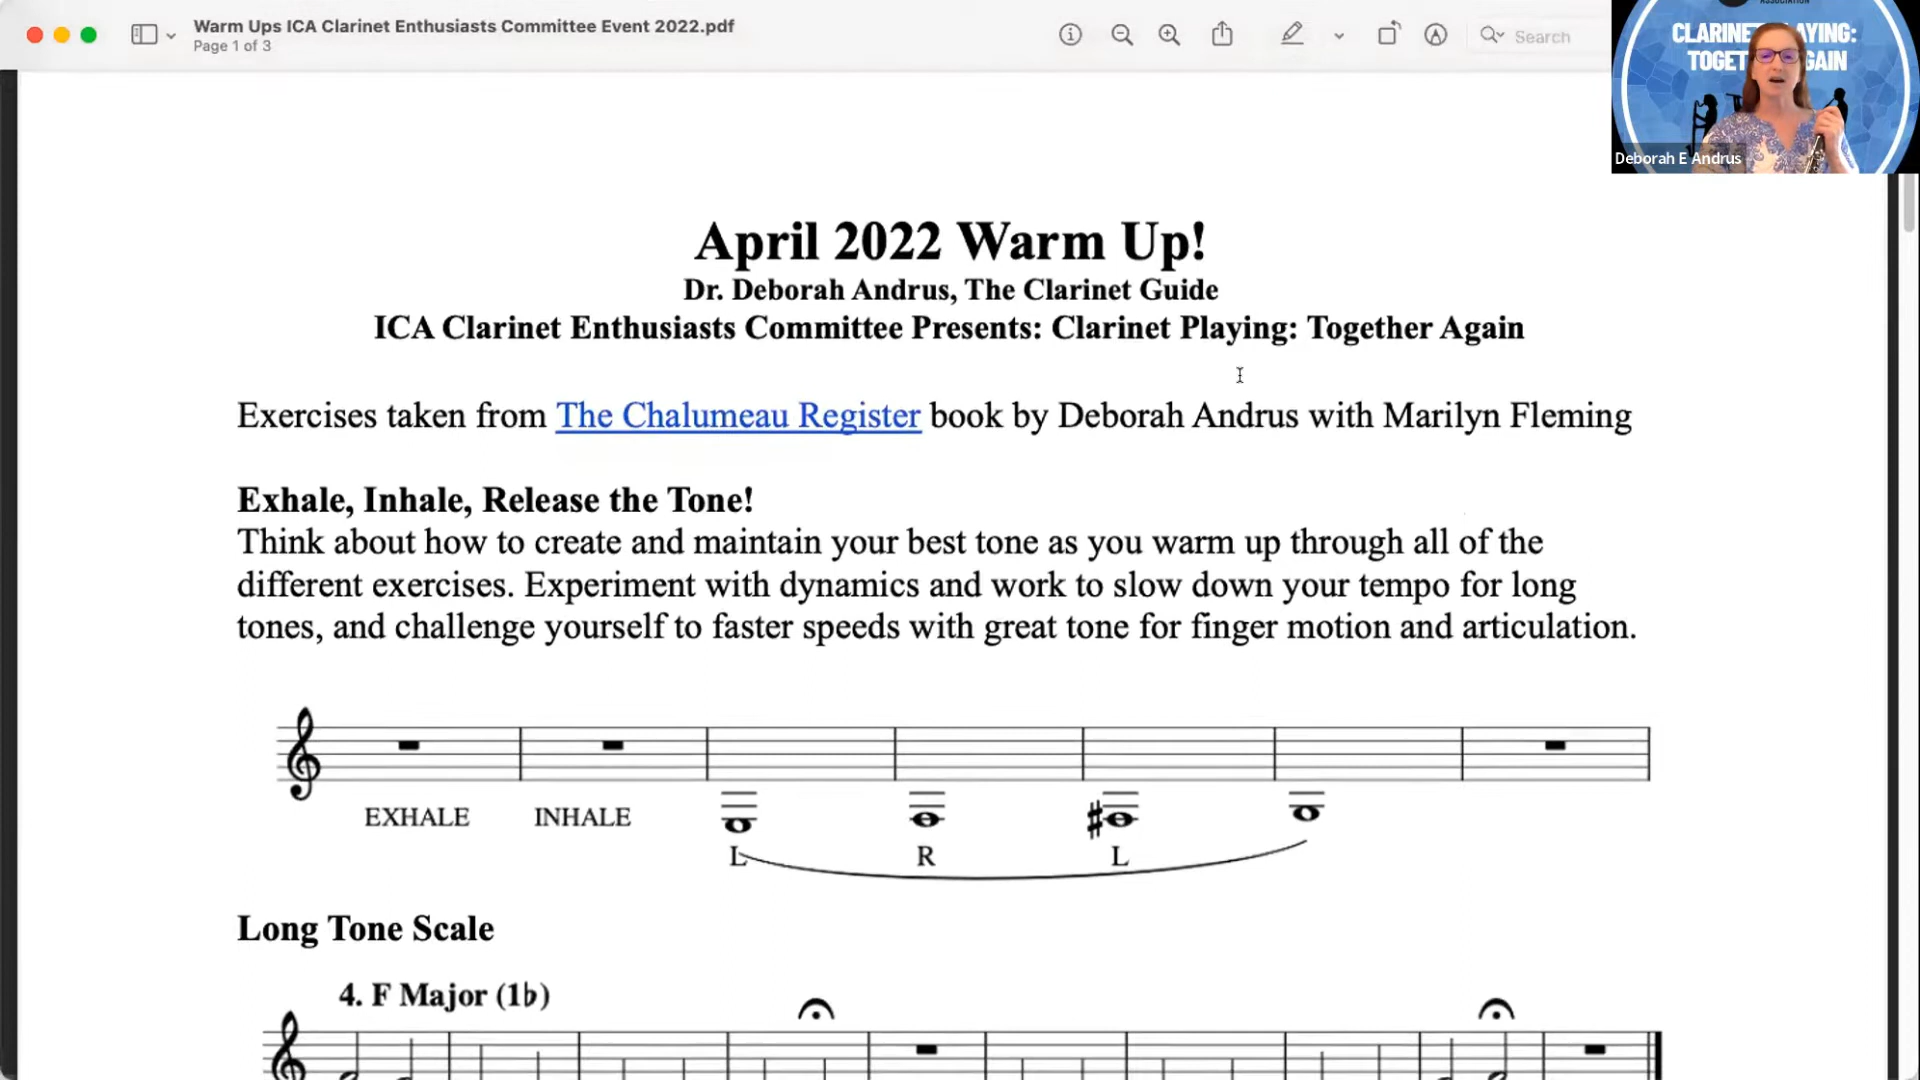 Warm Ups ICA Clarinet Enthusiasts Committee Event 2022.pdf
Page 1 of 3
Search
ASSOCIATION
CLARINE AYING:
TOGET GAIN
Deborah E Andrus
April 2022 Warm Up!
Dr. Deborah Andrus, The Clarinet Guide
ICA Clarinet Enthusiasts Committee Presents: Clarinet Playing: Together Again
Exercises taken from The Chalumeau Register book by Deborah Andrus with Marilyn Fleming
Exhale, Inhale, Release the Tone!
Think about how to create and maintain your best tone as you warm up through all of the
different exercises. Experiment with dynamics and work to slow down your tempo for long
tones, and challenge yourself to faster speeds with great tone for finger motion and articulation.
EXHALE INHALE
L R L
Long Tone Scale
4. F Major (1♭)